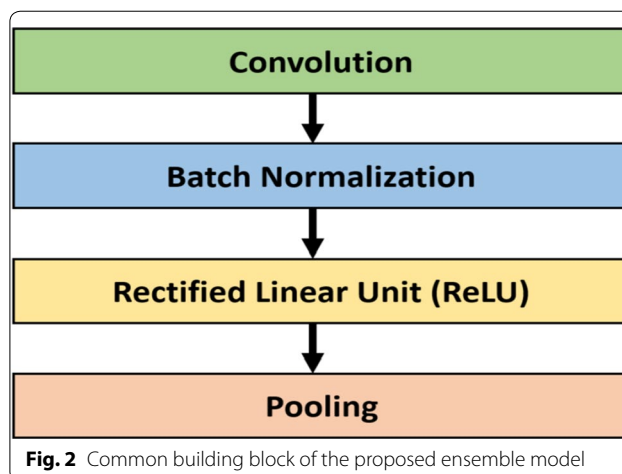 Convolution
Batch Normalization
Rectified Linear Unit (ReLU)
Pooling
Fig. 2 Common building block of the proposed ensemble model